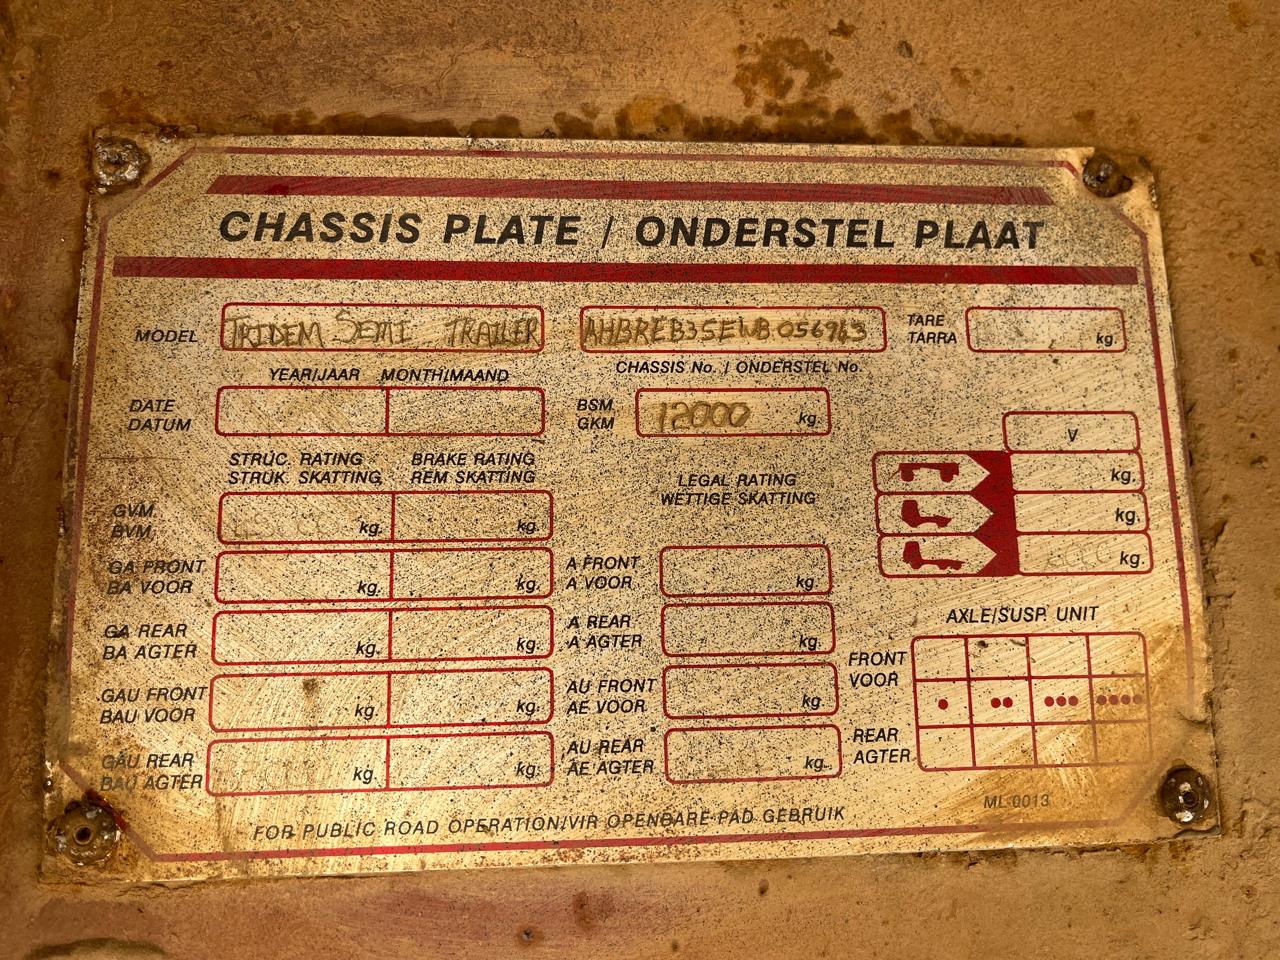 CHASSIS PLATE / ONDERSTEL PLAAT
MODEL TRIDEM SEMI TRAILER
AHBREB35EWB056943
CHASSIS No. / ONDERSTEL No.
TARE
TARRA
kg.
YEAR/JAAR MONTH/MAAND
DATE
DATUM
BSM
GKM
12000 kg.
V
kg.
kg.
kg.
STRUC. RATING
STRUK. SKATTING
BRAKE RATING
REM SKATTING
LEGAL RATING
WETTIGE SKATTING
GVM
BVM
kg. kg.
GA FRONT
BA VOOR
kg. kg.
A FRONT
A VOOR
kg.
GA REAR
BA AGTER
kg. kg.
A REAR
A AGTER
kg.
GAU FRONT
BAU VOOR
kg. kg.
AU FRONT
AE VOOR
kg.
GAU REAR
BAU AGTER
kg. kg.
AU REAR
AE AGTER
kg.
AXLE/SUSP. UNIT
FRONT
VOOR
REAR
AGTER
FOR PUBLIC ROAD OPERATION/VIR OPENBARE PAD GEBRUIK
ML 0013